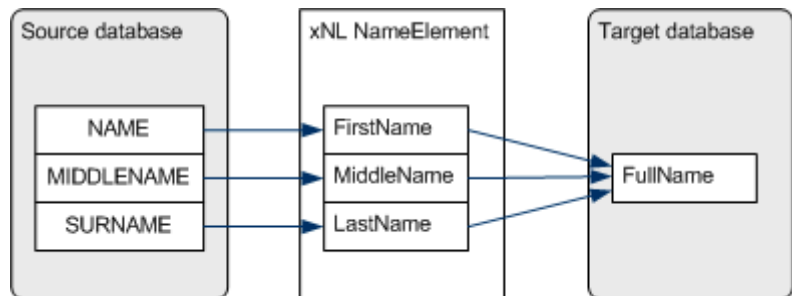 Source database
xNL NameElement
Target database
NAME
FirstName
MIDDLENAME
MiddleName
FullName
SURNAME
LastName